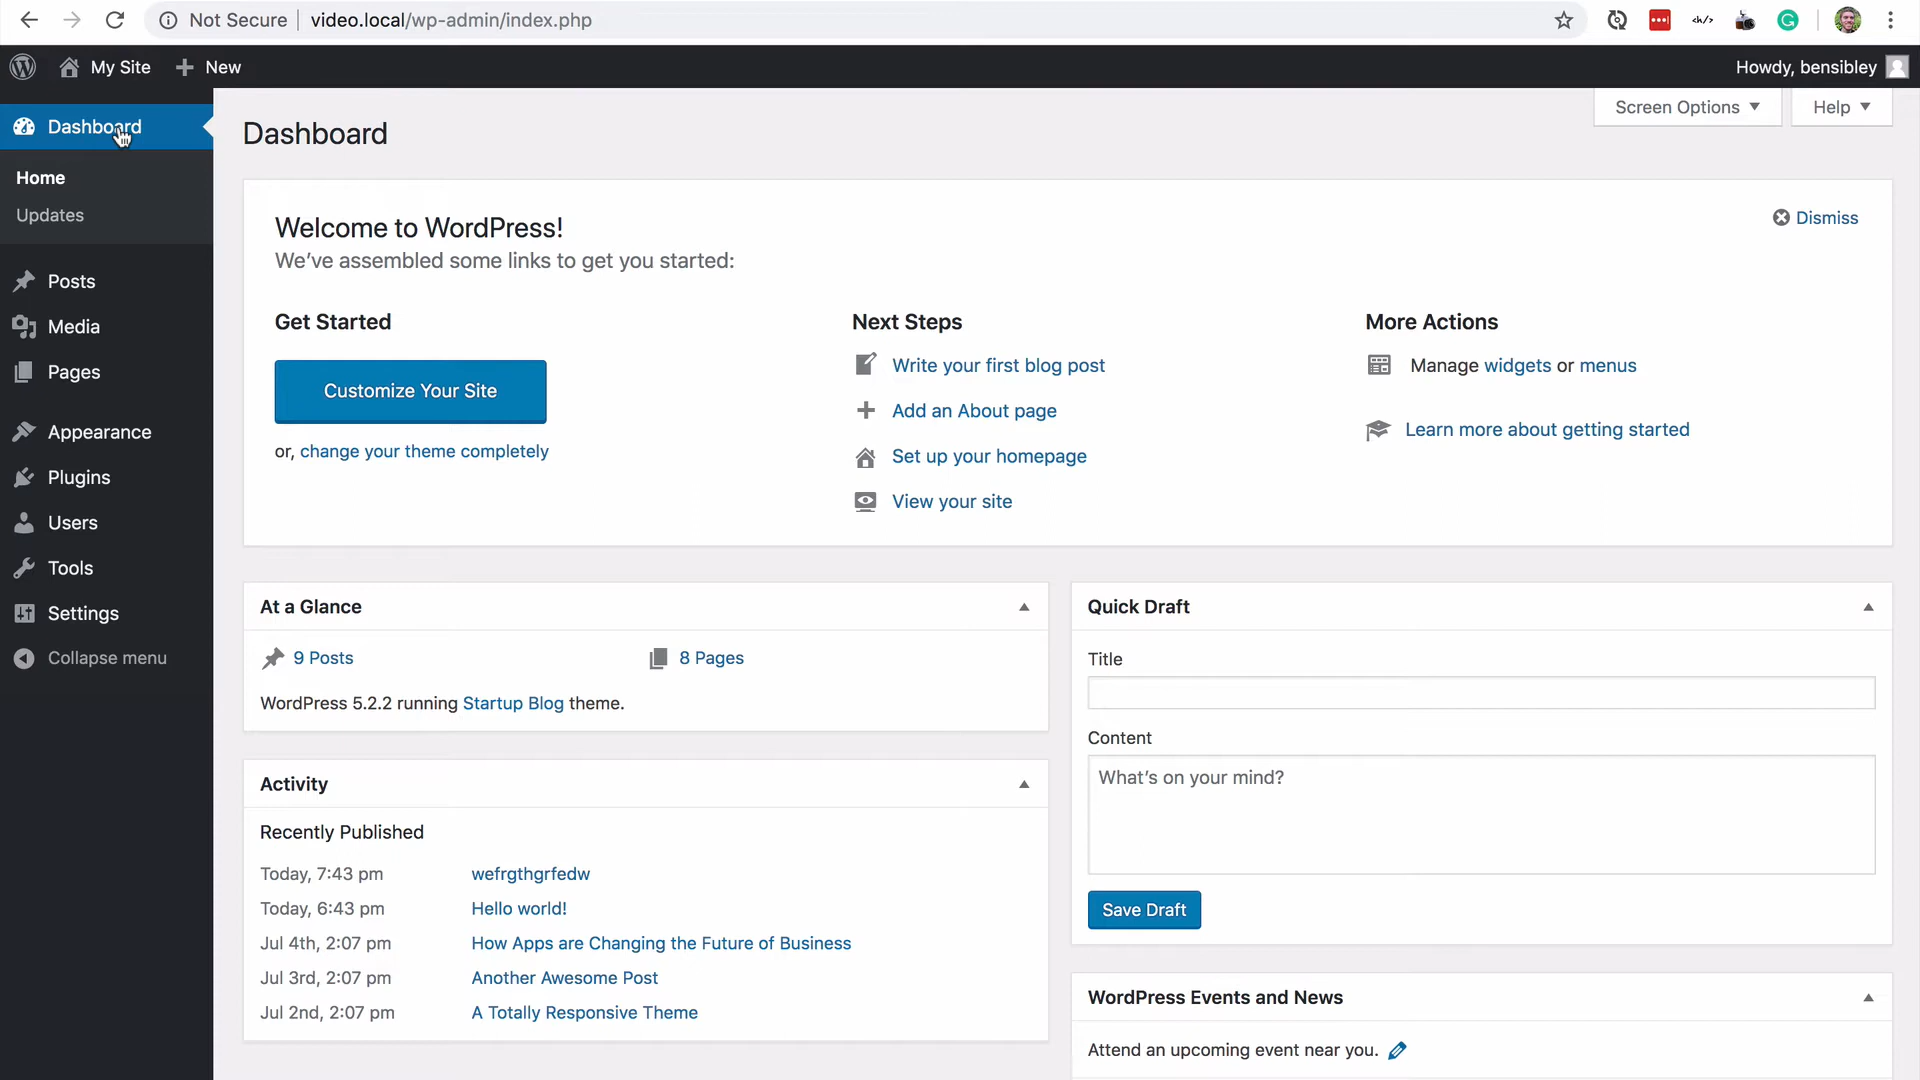 Not Secure
video.local/wp-admin/index.php
My Site
New
Howdy, bensibley
Dashboard
Home
Updates
Posts
Media
Pages
Appearance
Plugins
Users
Tools
Settings
Collapse menu
Screen Options
Help
Dashboard
Welcome to WordPress!
Dismiss
We've assembled some links to get you started:
Get Started
Customize Your Site
or, change your theme completely
Next Steps
Write your first blog post
Add an About page
Set up your homepage
View your site
More Actions
Manage widgets or menus
Learn more about getting started
At a Glance
9 Posts
8 Pages
WordPress 5.2.2 running Startup Blog theme.
Activity
Recently Published
Today, 7:43 pm wefrgthgrfedw
Today, 6:43 pm Hello world!
Jul 4th, 2:07 pm How Apps are Changing the Future of Business
Jul 3rd, 2:07 pm Another Awesome Post
Jul 2nd, 2:07 pm A Totally Responsive Theme
Quick Draft
Title
Content
What's on your mind?
Save Draft
WordPress Events and News
Attend an upcoming event near you.